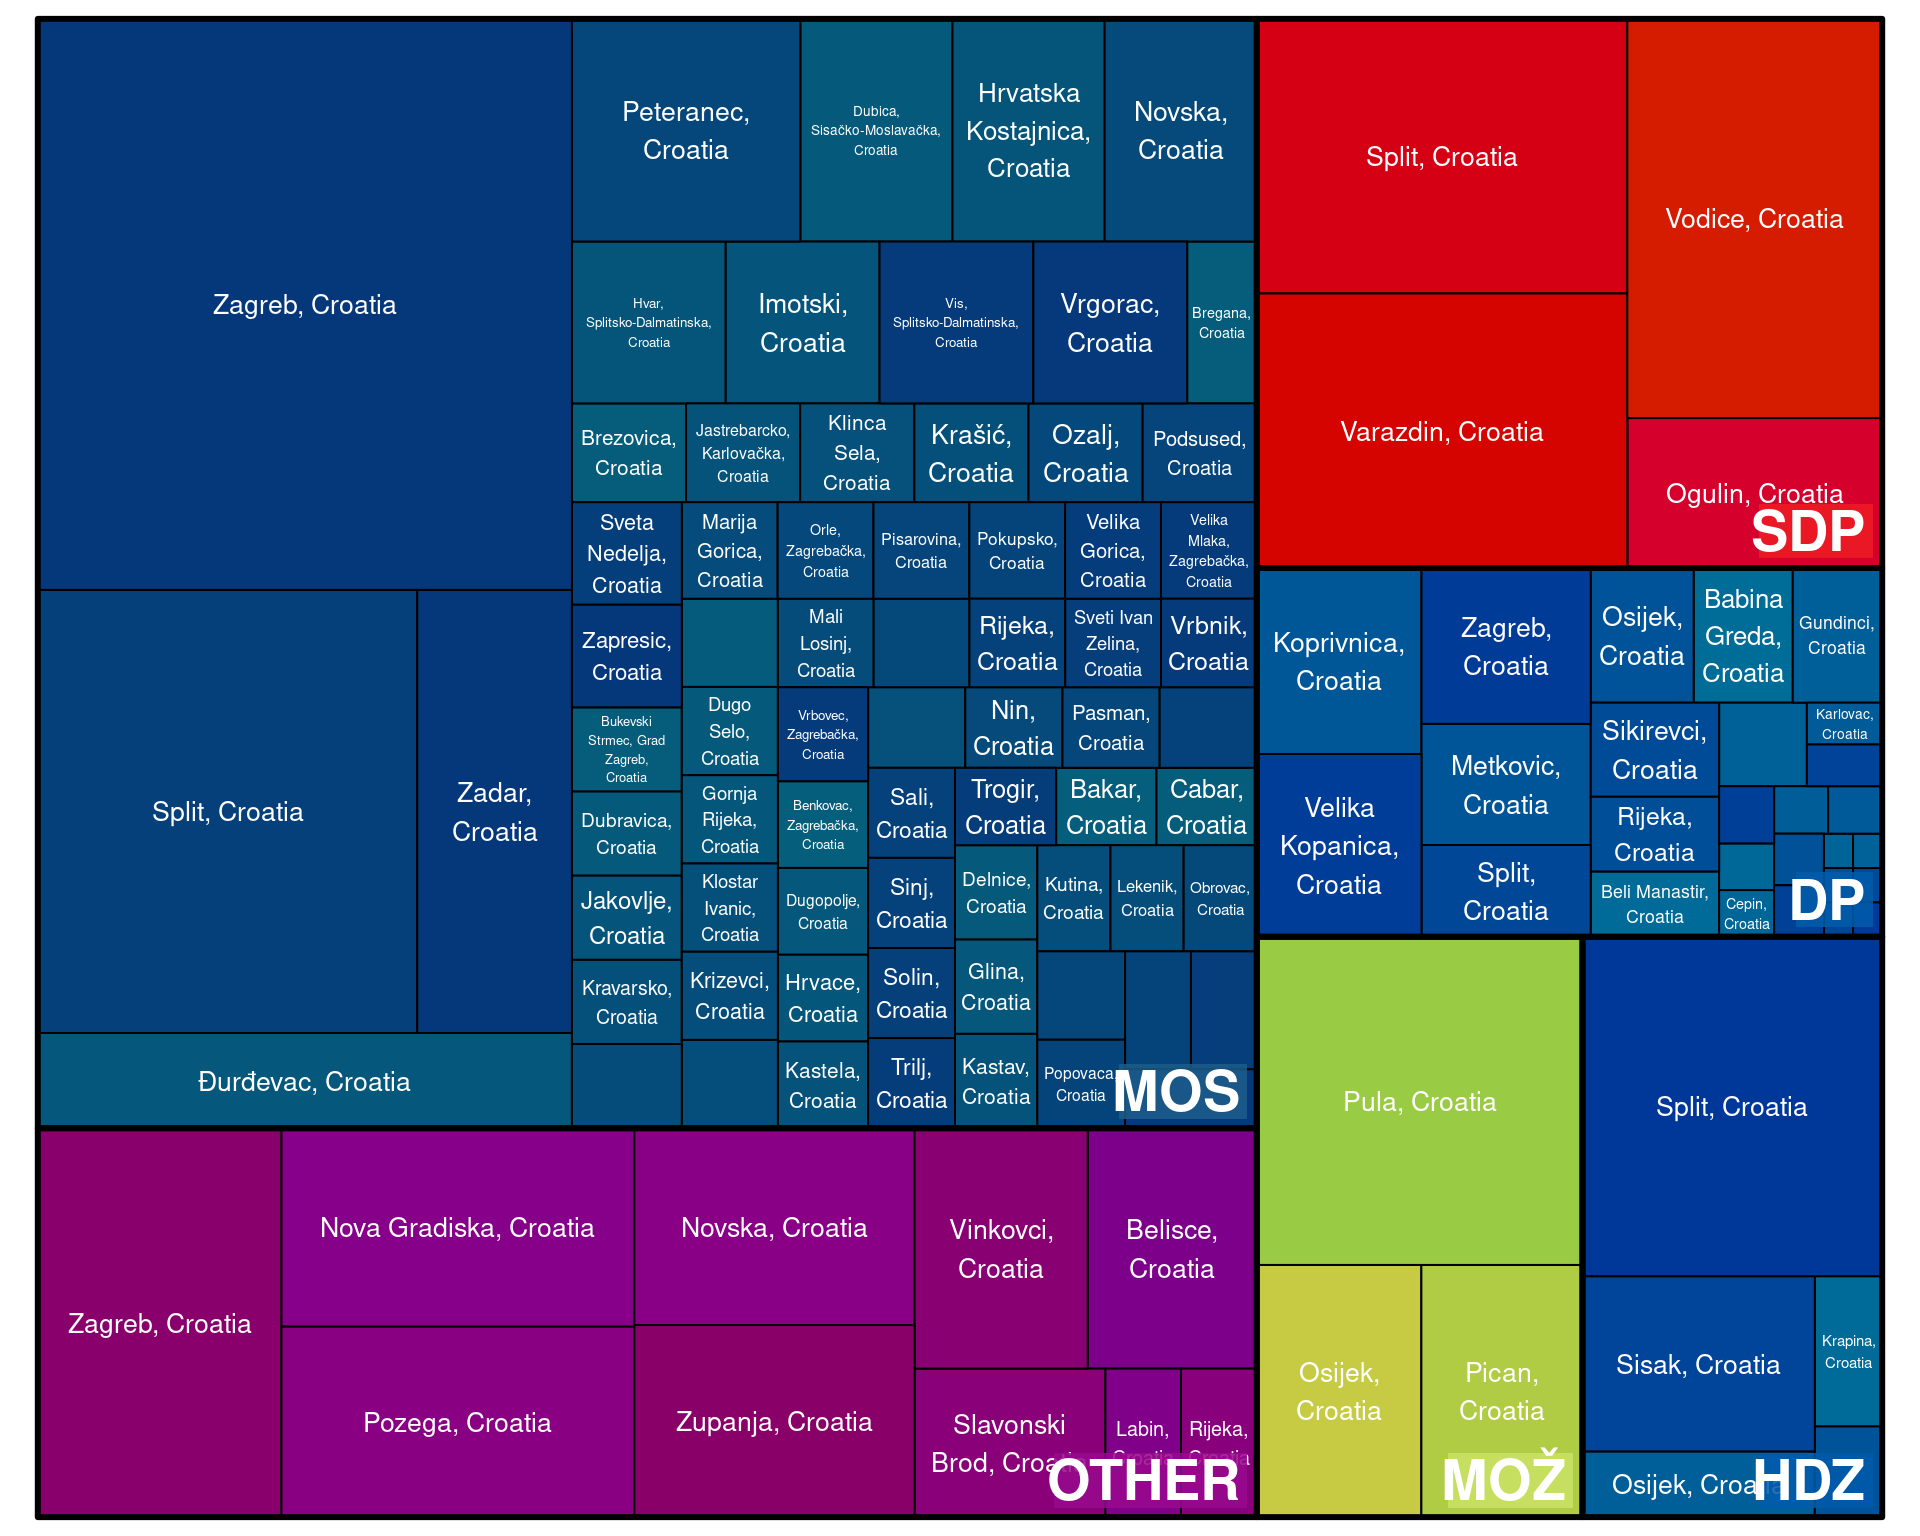 Zagreb, Croatia
Split, Croatia
Zadar,
Croatia
Đurđevac, Croatia
Peteranec,
Croatia
Dubica,
Sisačko-Moslavačka,
Croatia
Hrvatska
Kostajnica,
Croatia
Novska,
Croatia
Hvar,
Splitsko-Dalmatinska,
Croatia
Imotski,
Croatia
Vis,
Splitsko-Dalmatinska,
Croatia
Vrgorac,
Croatia
Bregana,
Croatia
Brezovica,
Croatia
Jastrebarcko,
Karlovačka,
Croatia
Klinca
Sela,
Croatia
Krašić,
Croatia
Ozalj,
Croatia
Podsused,
Croatia
Sveta
Nedelja,
Croatia
Marija
Gorica,
Croatia
Orle,
Zagrebačka,
Croatia
Pisarovina,
Croatia
Pokupsko,
Croatia
Velika
Gorica,
Croatia
Velika
Mlaka,
Zagrebačka,
Croatia
Zapresic,
Croatia
Mali
Losinj,
Croatia
Rijeka,
Croatia
Sveti Ivan
Zelina,
Croatia
Vrbnik,
Croatia
Bukevski
Strmec, Grad
Zagreb,
Croatia
Dugo
Selo,
Croatia
Vrbovec,
Zagrebačka,
Croatia
Nin,
Croatia
Pasman,
Croatia
Dubravica,
Croatia
Gornja
Rijeka,
Croatia
Benkovac,
Zagrebačka,
Croatia
Sali,
Croatia
Trogir,
Croatia
Bakar,
Croatia
Cabar,
Croatia
Jakovlje,
Croatia
Klostar
Ivanic,
Croatia
Dugopolje,
Croatia
Sinj,
Croatia
Delnice,
Croatia
Kutina,
Croatia
Lekenik,
Croatia
Obrovac,
Croatia
Kravarsko,
Croatia
Krizevci,
Croatia
Hrvace,
Croatia
Solin,
Croatia
Glina,
Croatia
Kastela,
Croatia
Trilj,
Croatia
Kastav,
Croatia
Popovaca,
Croatia
MOS
Split, Croatia
Varazdin, Croatia
Vodice, Croatia
Ogulin, Croatia
SDP
Koprivnica,
Croatia
Velika
Kopanica,
Croatia
Zagreb,
Croatia
Metkovic,
Croatia
Split,
Croatia
Osijek,
Croatia
Babina
Greda,
Croatia
Gundinci,
Croatia
Sikirevci,
Croatia
Karlovac,
Croatia
Rijeka,
Croatia
Beli Manastir,
Croatia
Cepin,
Croatia
DP
Zagreb, Croatia
Nova Gradiska, Croatia
Pozega, Croatia
Novska, Croatia
Zupanja, Croatia
Vinkovci,
Croatia
Belisce,
Croatia
Slavonski
Brod, Croatia
Labin,
Croatia
Rijeka,
Croatia
OTHER
Pula, Croatia
Osijek,
Croatia
Pican,
Croatia
MOŽ
Split, Croatia
Sisak, Croatia
Krapina,
Croatia
Osijek, Croatia
HDZ